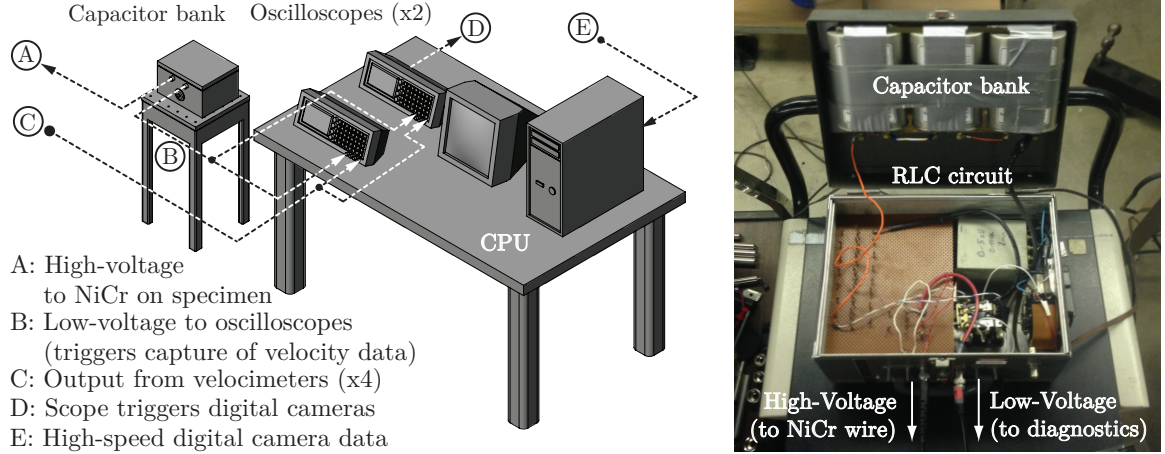 Capacitor bank Oscilloscopes (x2)
A
D
E
C
B
CPU
A: High-voltage
to NiCr on specimen
B: Low-voltage to oscilloscopes
(triggers capture of velocity data)
C: Output from velocimeters (x4)
D: Scope triggers digital cameras
E: High-speed digital camera data
Capacitor bank
RLC circuit
High-Voltage
(to NiCr wire)
Low-Voltage
(to diagnostics)